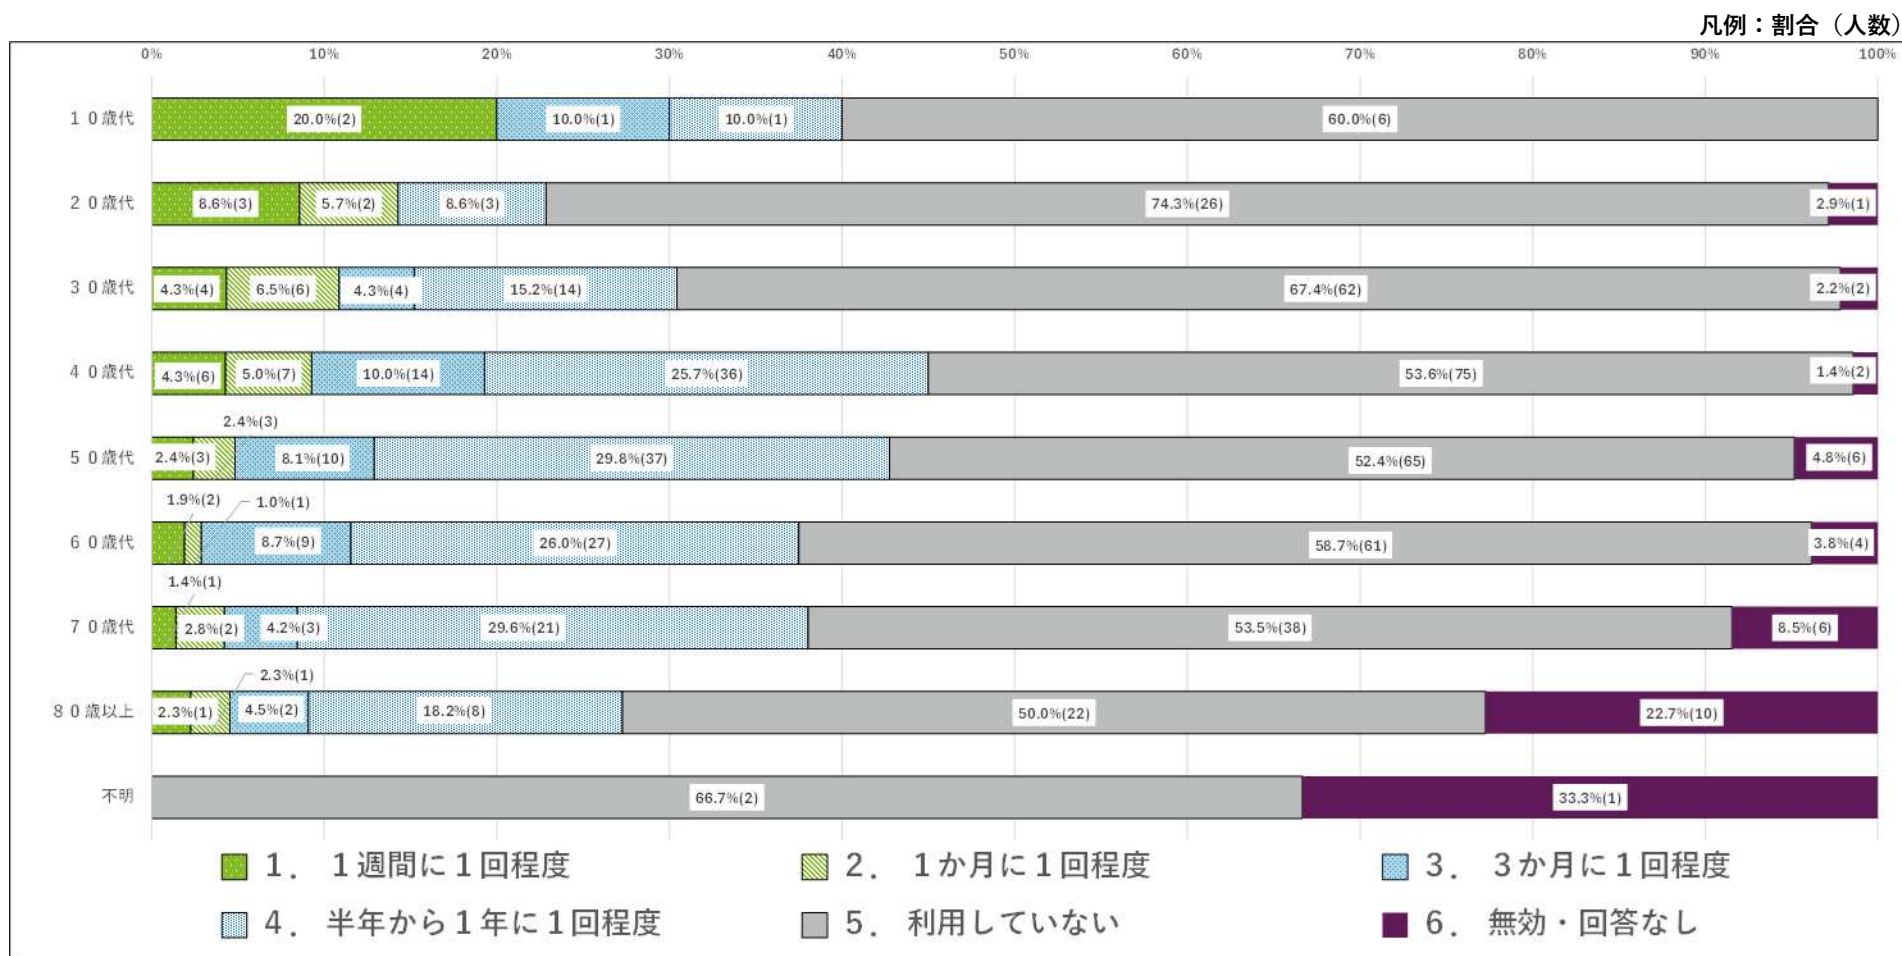 凡例：割合（人数）
0% 10% 20% 30% 40% 50% 60% 70% 80% 90% 100%
１０歳代 20.0%(2) 10.0%(1) 10.0%(1) 60.0%(6)
２０歳代 8.6%(3) 5.7%(2) 8.6%(3) 74.3%(26) 2.9%(1)
３０歳代 4.3%(4) 6.5%(6) 4.3%(4) 15.2%(14) 67.4%(62) 2.2%(2)
４０歳代 4.3%(6) 5.0%(7) 10.0%(14) 25.7%(36) 53.6%(75) 1.4%(2)
2.4%(3)
５０歳代 2.4%(3) 8.1%(10) 29.8%(37) 52.4%(65) 4.8%(6)
1.9%(2) 1.0%(1)
６０歳代 8.7%(9) 26.0%(27) 58.7%(61) 3.8%(4)
1.4%(1)
７０歳代 2.8%(2) 4.2%(3) 29.6%(21) 53.5%(38) 8.5%(6)
2.3%(1)
８０歳以上 2.3%(1) 4.5%(2) 18.2%(8) 50.0%(22) 22.7%(10)
不明 66.7%(2) 33.3%(1)
１．１週間に１回程度 ２．１か月に１回程度 ３．３か月に１回程度
４．半年から１年に１回程度 ５．利用していない ６．無効・回答なし